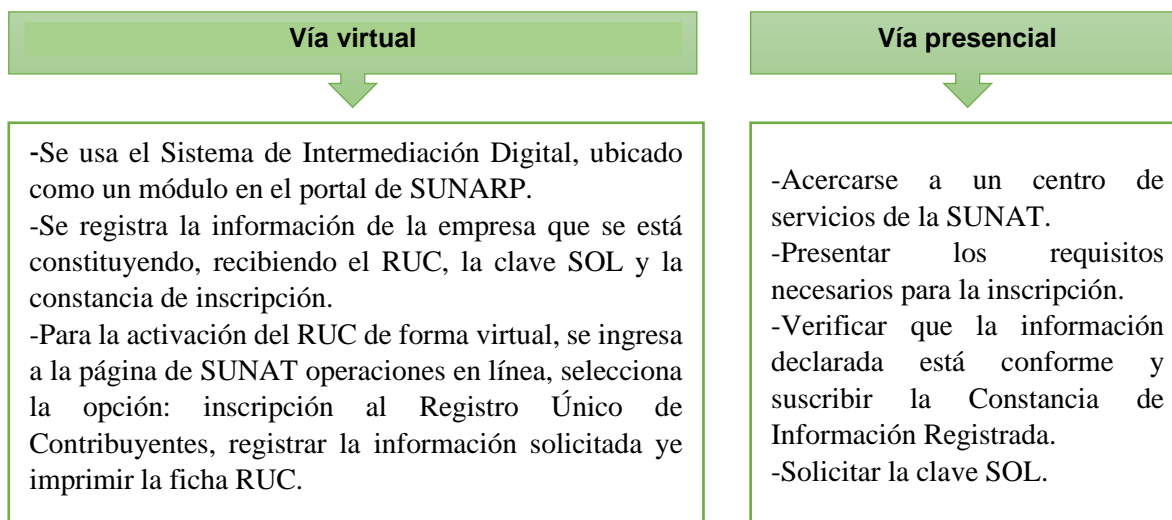 Vía virtual
-Se usa el Sistema de Intermediación Digital, ubicado
como un módulo en el portal de SUNARP.
-Se registra la información de la empresa que se está
constituyendo, recibiendo el RUC, la clave SOL y la
constancia de inscripción.
-Para la activación del RUC de forma virtual, se ingresa
a la página de SUNAT operaciones en línea, selecciona
la opción: inscripción al Registro Único de
Contribuyentes, registrar la información solicitada ye
imprimir la ficha RUC.
Vía presencial
-Acercarse a un centro de
servicios de la SUNAT.
-Presentar los requisitos
necesarios para la inscripción.
-Verificar que la información
declarada está conforme y
suscribir la Constancia de
Información Registrada.
-Solicitar la clave SOL.